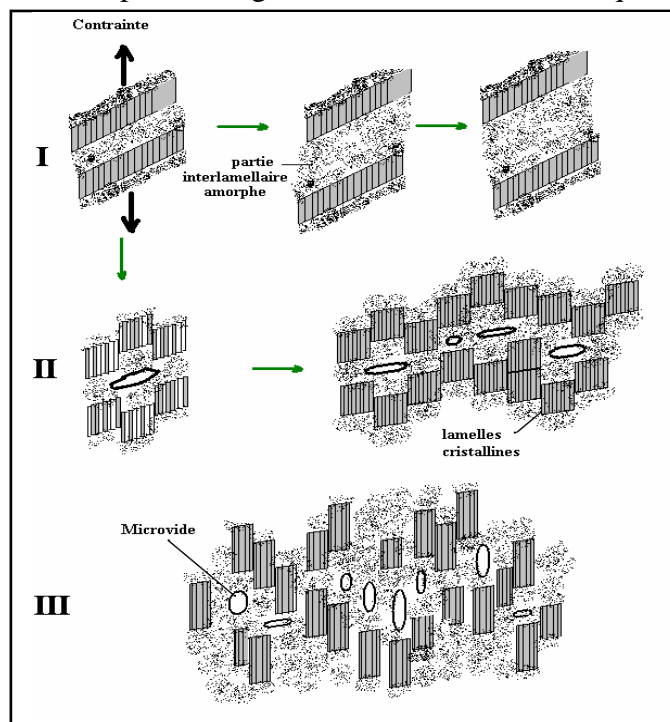 Contrainte
I
partie
interlamellaire
amorphe
II
lamelles
cristallines
Microvide
III